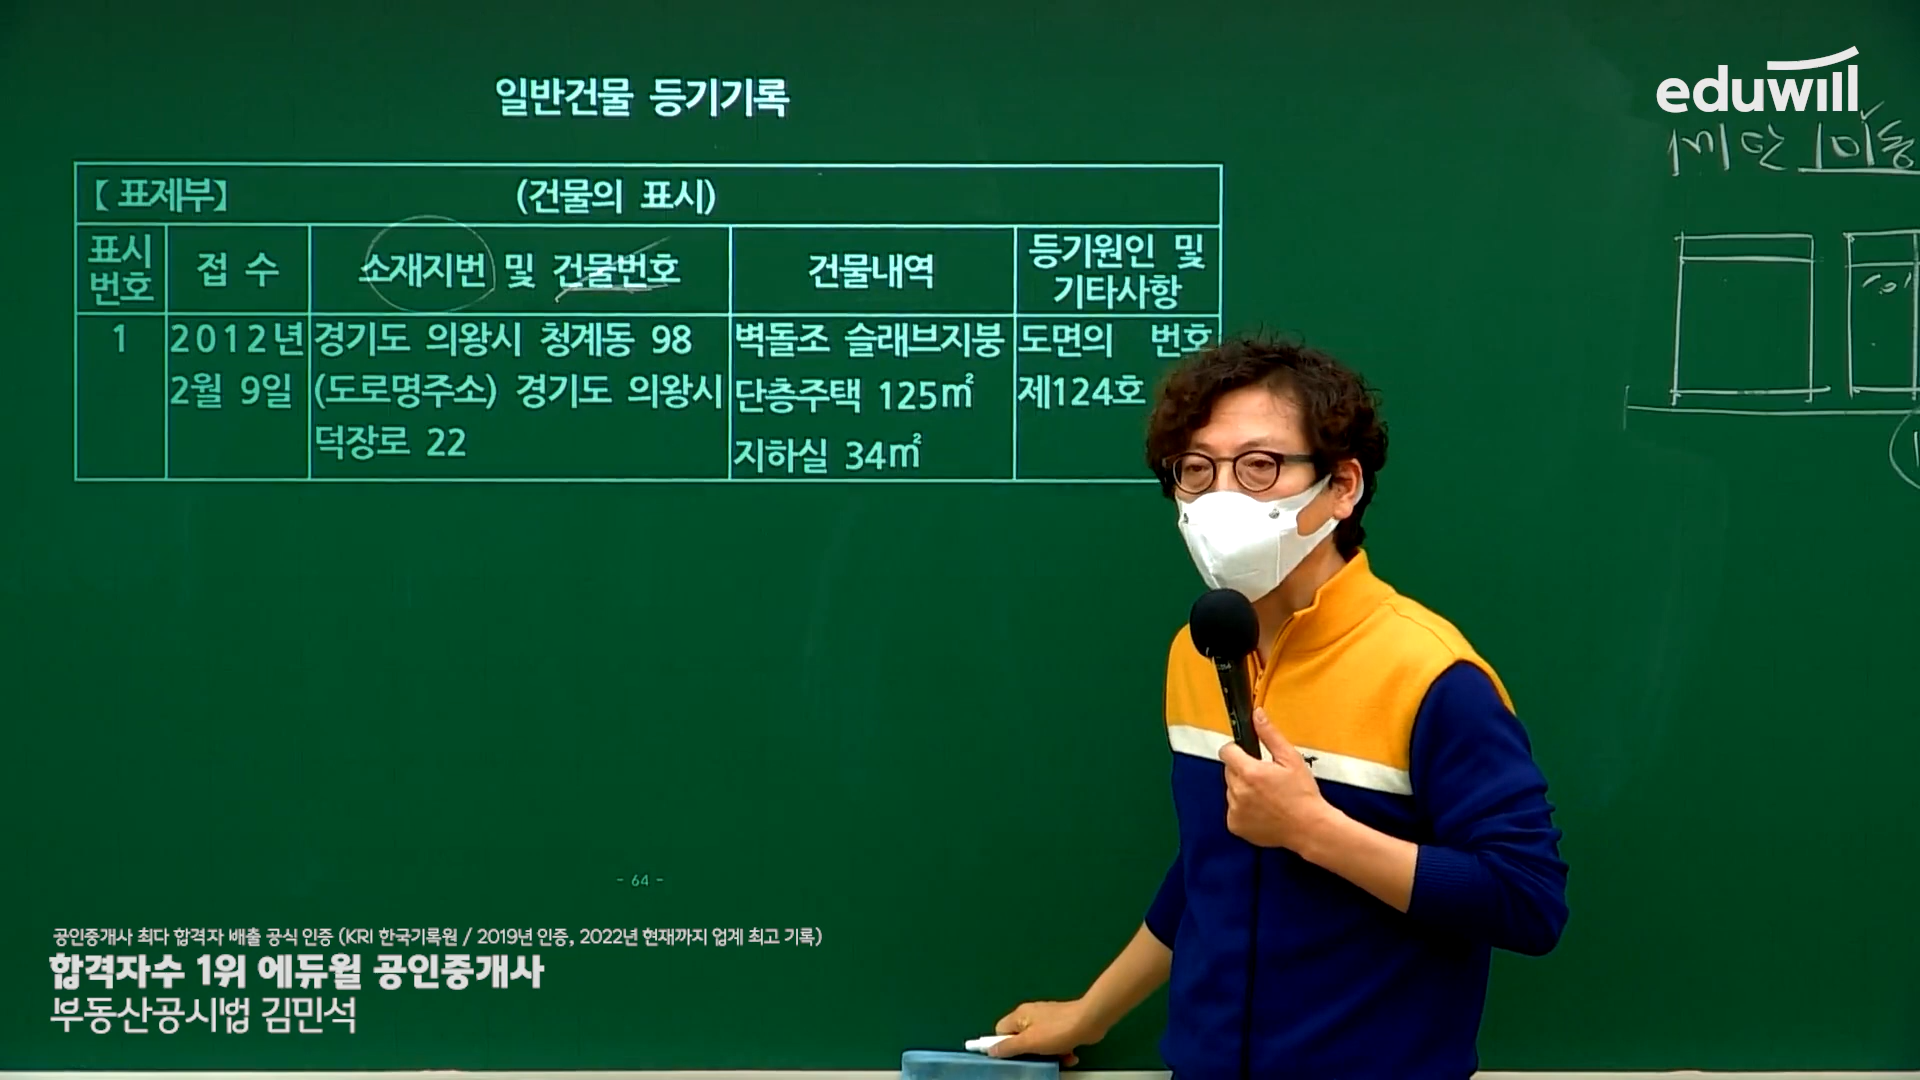 eduwill
일반건물 등기기록
【 표제부】 (건물의 표시)
표시번호 접 수 소재지번 및 건물번호 건물내역 등기원인 및 기타사항
1 2012년 경기도 의왕시 청계동 98 벽돌조 슬래브지붕 도면의 번호
2월 9일 (도로명주소) 경기도 의왕시 단층주택 125㎡ 제124호
덕장로 22 지하실 34㎡
- 64 -
공인중개사 최다 합격자 배출 공식 인증 (KRI 한국기록원 / 2019년 인증, 2022년 현재까지 업계 최고 기록)
합격자수 1위 에듀윌 공인중개사
부동산공시법 김민석